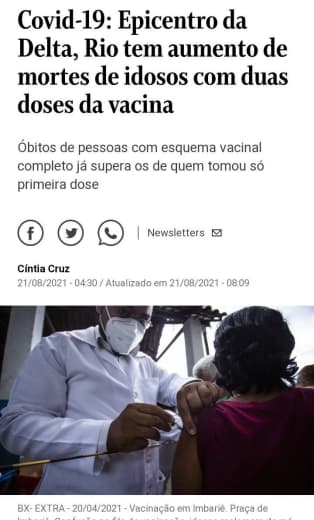 Covid-19: Epicentro da
Delta, Rio tem aumento de
mortes de idosos com duas
doses da vacina
Óbitos de pessoas com esquema vacinal
completo já supera os de quem tomou só
primeira dose
Newsletters
Cíntia Cruz
21/08/2021 - 04:30 / Atualizado em 21/08/2021 - 08:09
BX- EXTRA - 20/04/2021 - Vacinação em Imbariê. Praça de